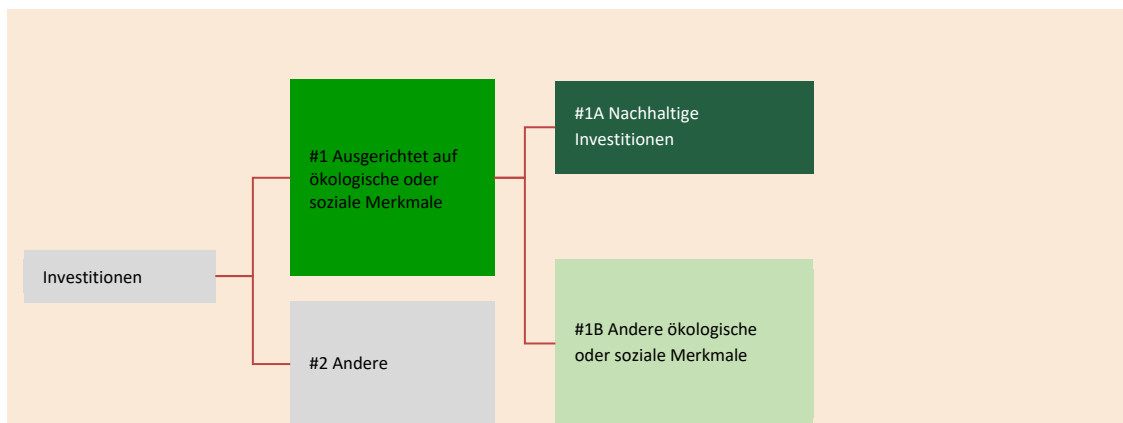 Investitionen
#1 Ausgerichtet auf
ökologische oder
soziale Merkmale
#2 Andere
#1A Nachhaltige
Investitionen
#1B Andere ökologische
oder soziale Merkmale